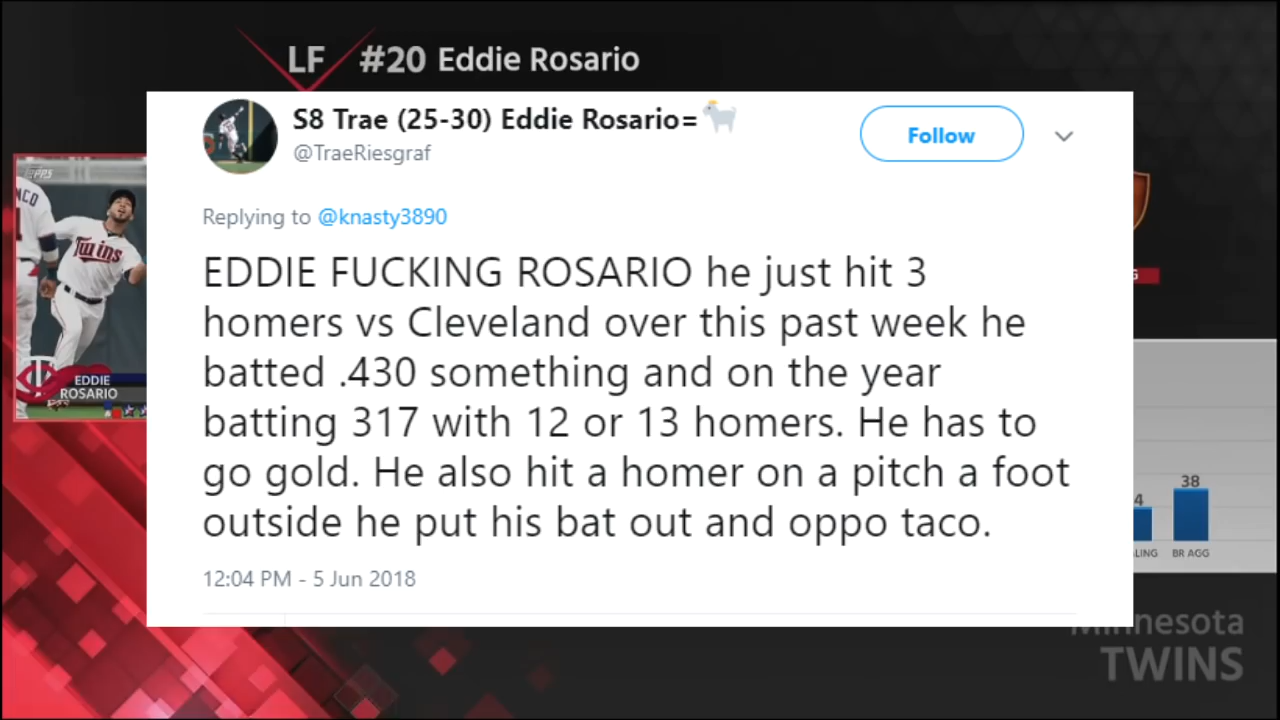 LF #20 Eddie Rosario
S8 Trae (25-30) Eddie Rosario=🐐
@TraeRiesgraf
Follow
Replying to @knasty3890
EDDIE FUCKING ROSARIO he just hit 3
homers vs Cleveland over this past week he
batted .430 something and on the year
batting 317 with 12 or 13 homers. He has to
go gold. He also hit a homer on a pitch a foot
outside he put his bat out and oppo taco.
12:04 PM - 5 Jun 2018
TOPPS
NCO
Twins
EDDIE
ROSARIO
G
4
38
LING
BR AGG
Minnesota
TWINS